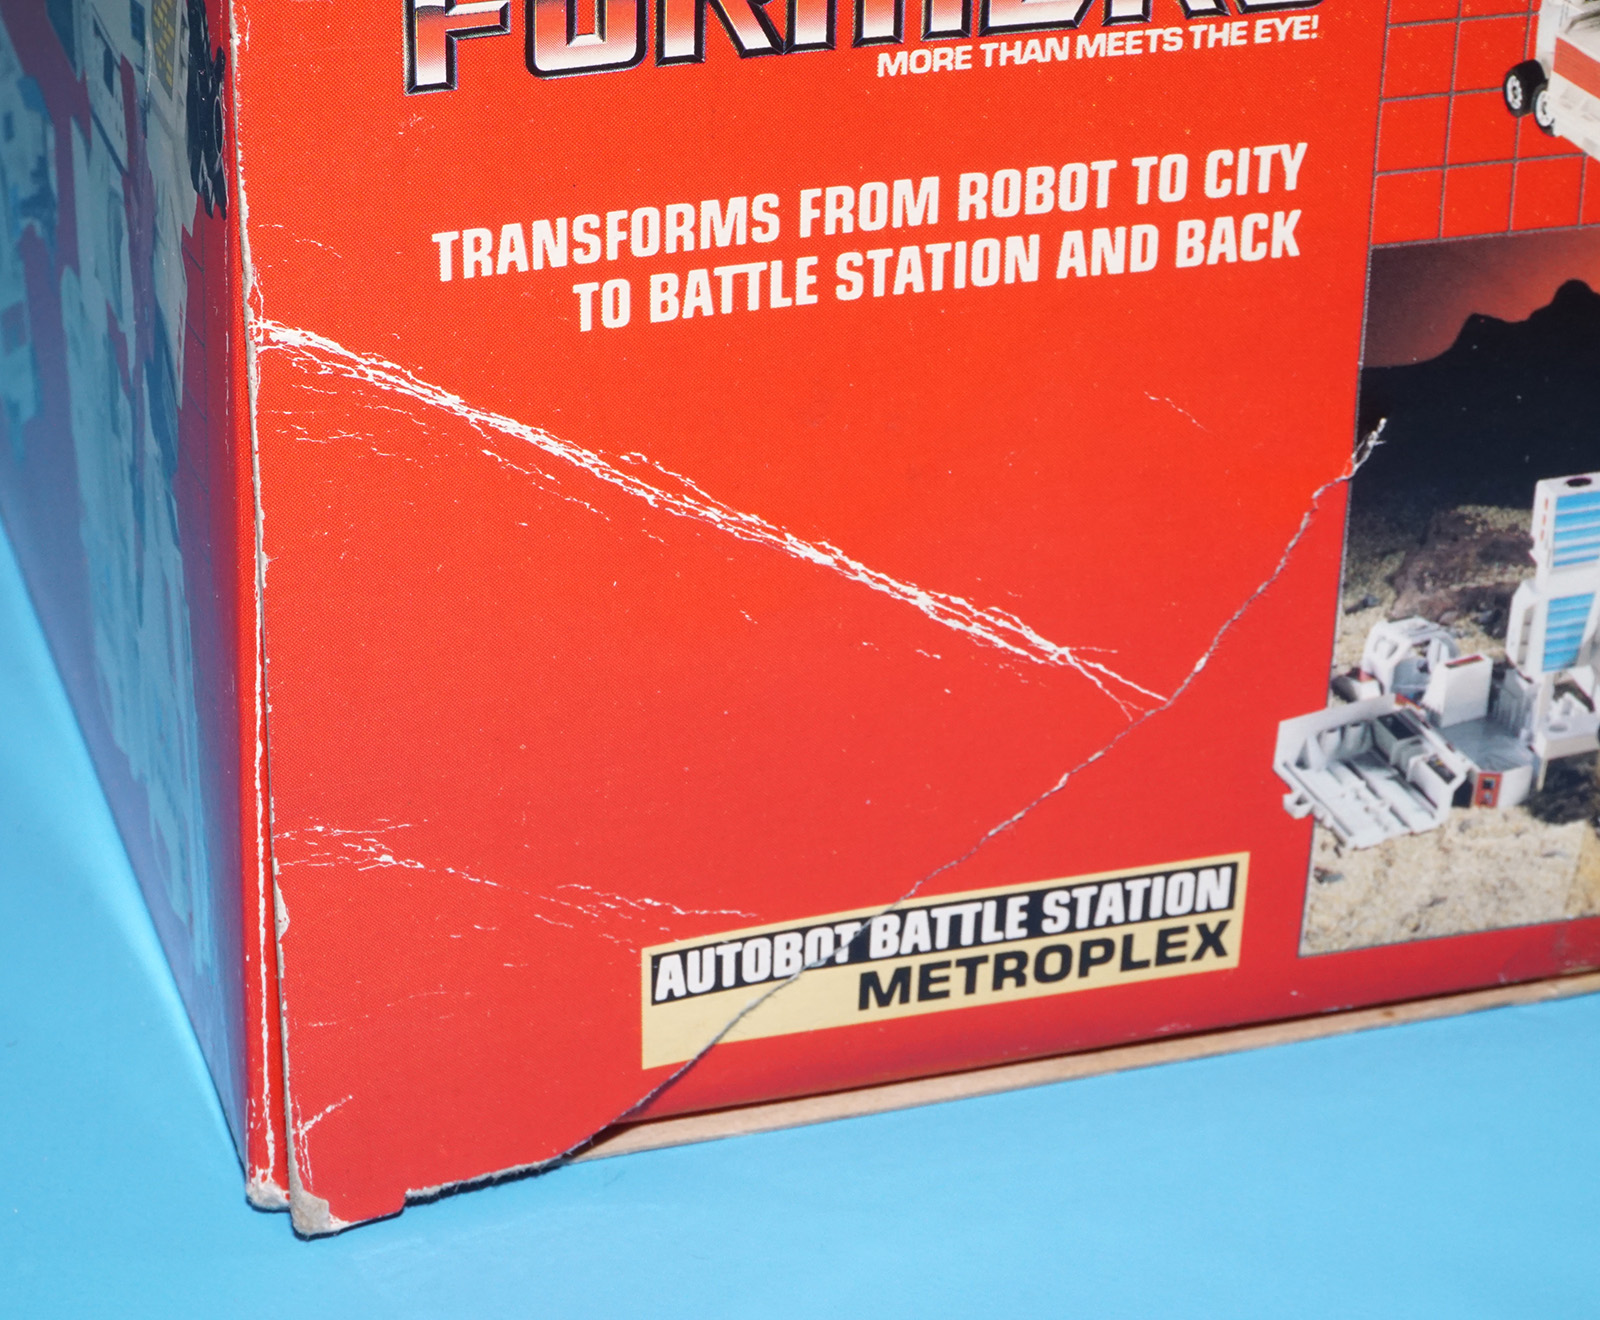 FORMERS
MORE THAN MEETS THE EYE!
TRANSFORMS FROM ROBOT TO CITY
TO BATTLE STATION AND BACK
AUTOBOT BATTLE STATION
METROPLEX